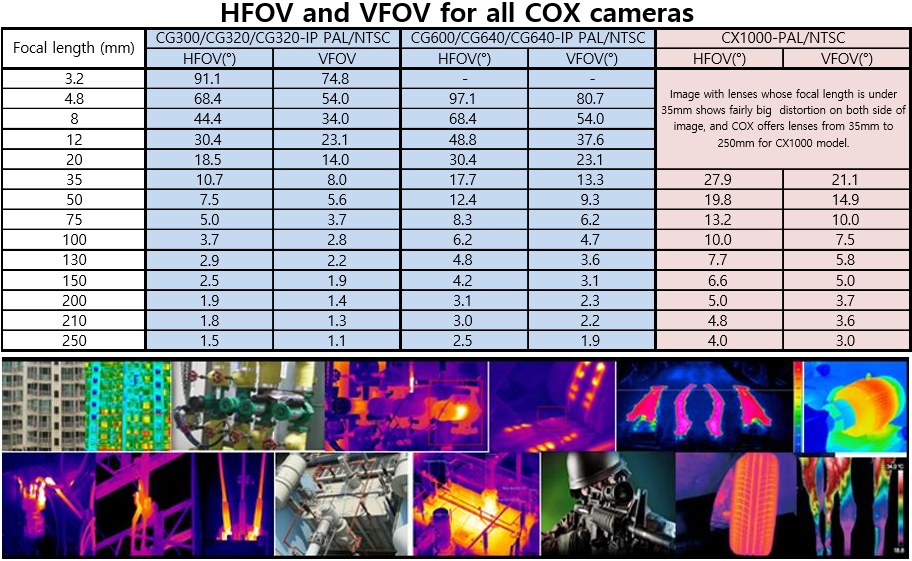 HFOV and VFOV for all COX cameras
Focal length (mm) CG300/CG320/CG320-IP PAL/NTSC CG600/CG640/CG640-IP PAL/NTSC CX1000-PAL/NTSC
HFOV(°) VFOV HFOV(°) VFOV(°) HFOV(°) VFOV(°)
3.2 91.1 74.8 - -
4.8 68.4 54.0 97.1 80.7
8 44.4 34.0 68.4 54.0
12 30.4 23.1 48.8 37.6
20 18.5 14.0 30.4 23.1
Image with lenses whose focal length is under
35mm shows fairly big distortion on both side of
image, and COX offers lenses from 35mm to
250mm for CX1000 model.
35 10.7 8.0 17.7 13.3 27.9 21.1
50 7.5 5.6 12.4 9.3 19.8 14.9
75 5.0 3.7 8.3 6.2 13.2 10.0
100 3.7 2.8 6.2 4.7 10.0 7.5
130 2.9 2.2 4.8 3.6 7.7 5.8
150 2.5 1.9 4.2 3.1 6.6 5.0
200 1.9 1.4 3.1 2.3 5.0 3.7
210 1.8 1.3 3.0 2.2 4.8 3.6
250 1.5 1.1 2.5 1.9 4.0 3.0
34.0 °C
18.8